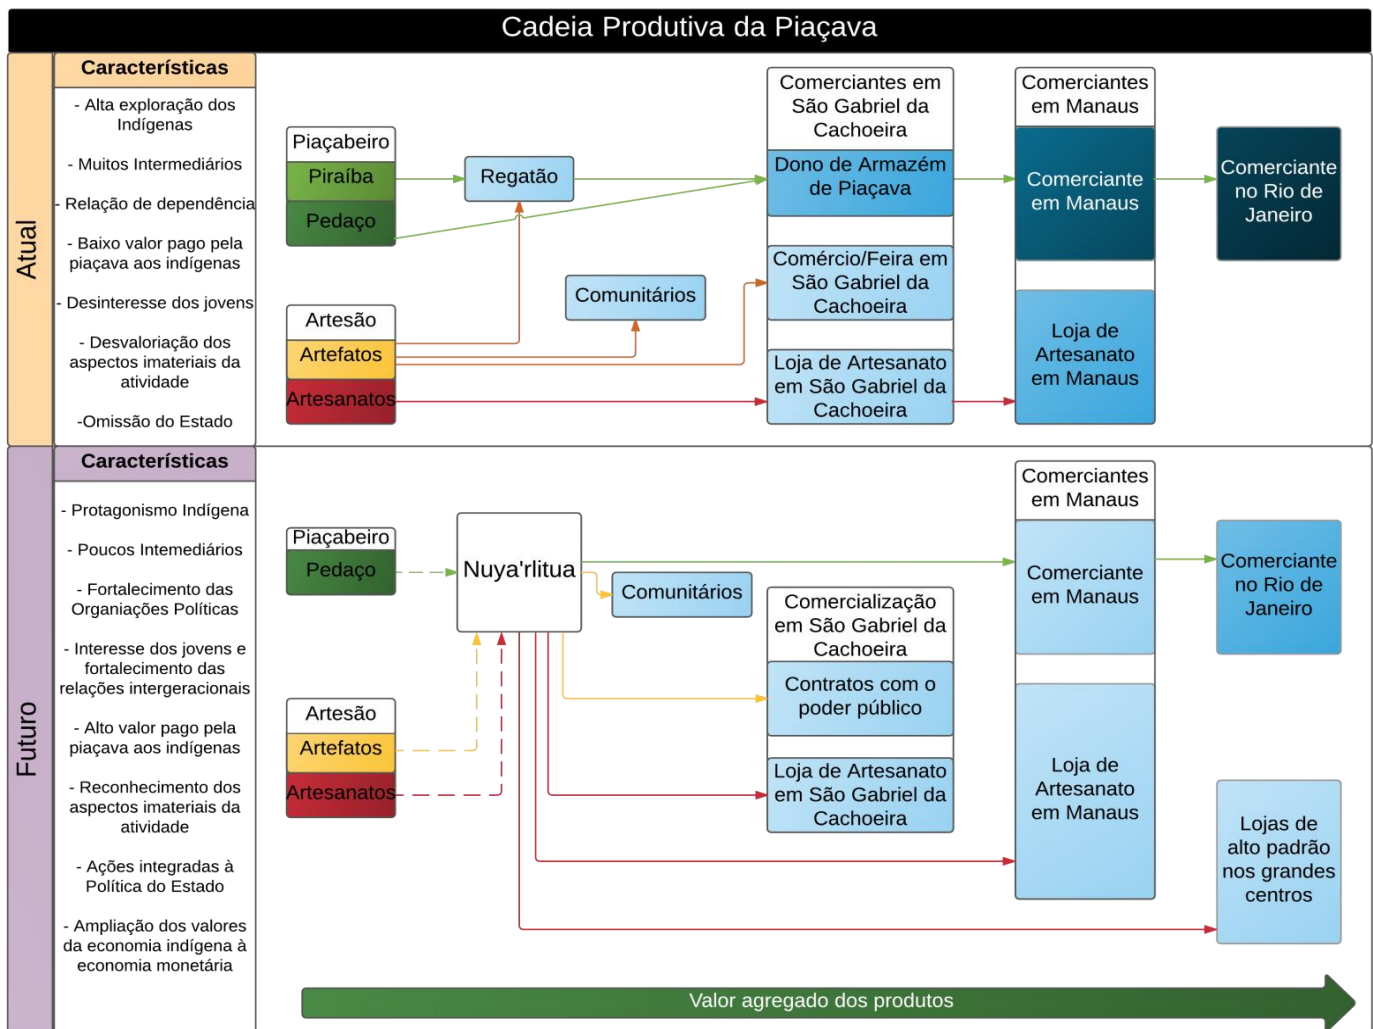 Cadeia Produtiva da Piaçava
Atual
Características
- Alta exploração dos
Indígenas
- Muitos Intermediários
- Relação de dependência
- Baixo valor pago pela
piaçava aos indígenas
- Desinteresse dos jovens
- Desvaloriação dos
aspectos imateriais da
atividade
-Omissão do Estado
Piaçabeiro
Piraíba
Pedaço
Regatão
Artesão
Artefatos
Artesanatos
Comunitários
Comerciantes em
São Gabriel da
Cachoeira
Dono de Armazém
de Piaçava
Comércio/Feira em
São Gabriel da
Cachoeira
Loja de Artesanato
em São Gabriel da
Cachoeira
Comerciantes
em Manaus
Comerciante
em Manaus
Loja de
Artesanato
em Manaus
Comerciante
no Rio de
Janeiro
Futuro
Características
- Protagonismo Indígena
- Poucos Intemediários
- Fortalecimento das
Organiações Políticas
- Interesse dos jovens e
fortalecimento das
relações intergeracionais
- Alto valor pago pela
piaçava aos indígenas
- Reconhecimento dos
aspectos imateriais da
atividade
- Ações integradas à
Política do Estado
- Ampliação dos valores
da economia indígena à
economia monetária
Piaçabeiro
Pedaço
Artesão
Artefatos
Artesanatos
Nuya'rlitua
Comunitários
Comercialização
em São Gabriel da
Cachoeira
Contratos com o
poder público
Loja de Artesanato
em São Gabriel da
Cachoeira
Comerciantes
em Manaus
Comerciante
em Manaus
Loja de
Artesanato
em Manaus
Comerciante
no Rio de
Janeiro
Lojas de
alto padrão
nos grandes
centros
Valor agregado dos produtos